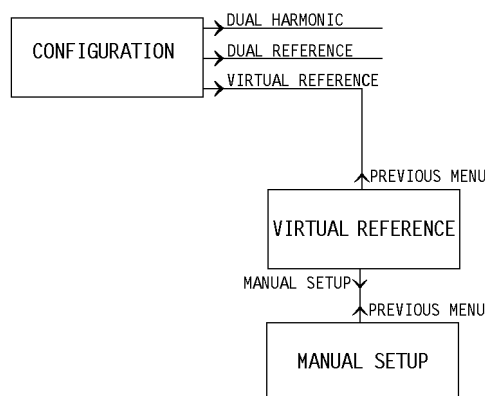 DUAL HARMONIC
CONFIGURATION
DUAL REFERENCE
VIRTUAL REFERENCE
PREVIOUS MENU
VIRTUAL REFERENCE
MANUAL SETUP
PREVIOUS MENU
MANUAL SETUP